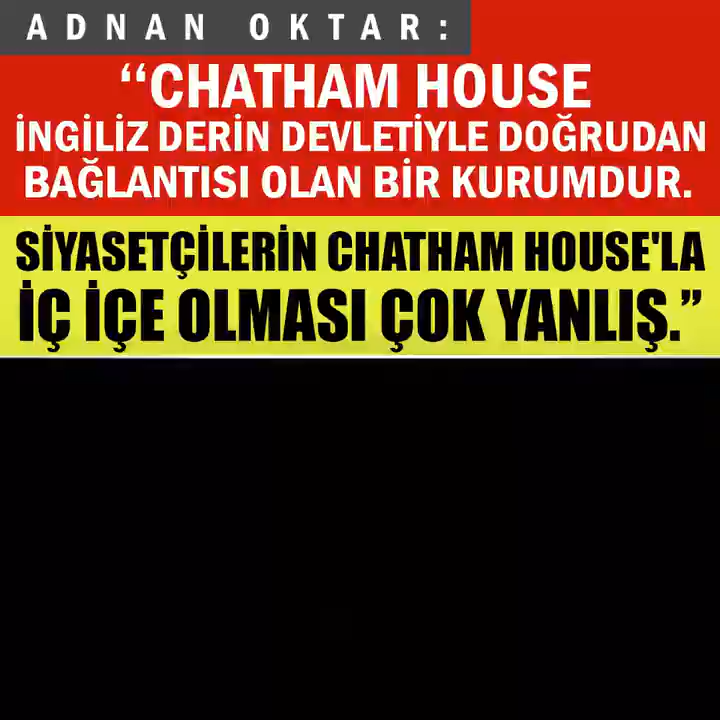 ADNAN OKTAR:
“CHATHAM HOUSE
İNGİLİZ DERİN DEVLETİYLE DOĞRUDAN
BAĞLANTISI OLAN BİR KURUMDUR.
SİYASETÇİLERİN CHATHAM HOUSE'LA
İÇ İÇE OLMASI ÇOK YANLIŞ.”